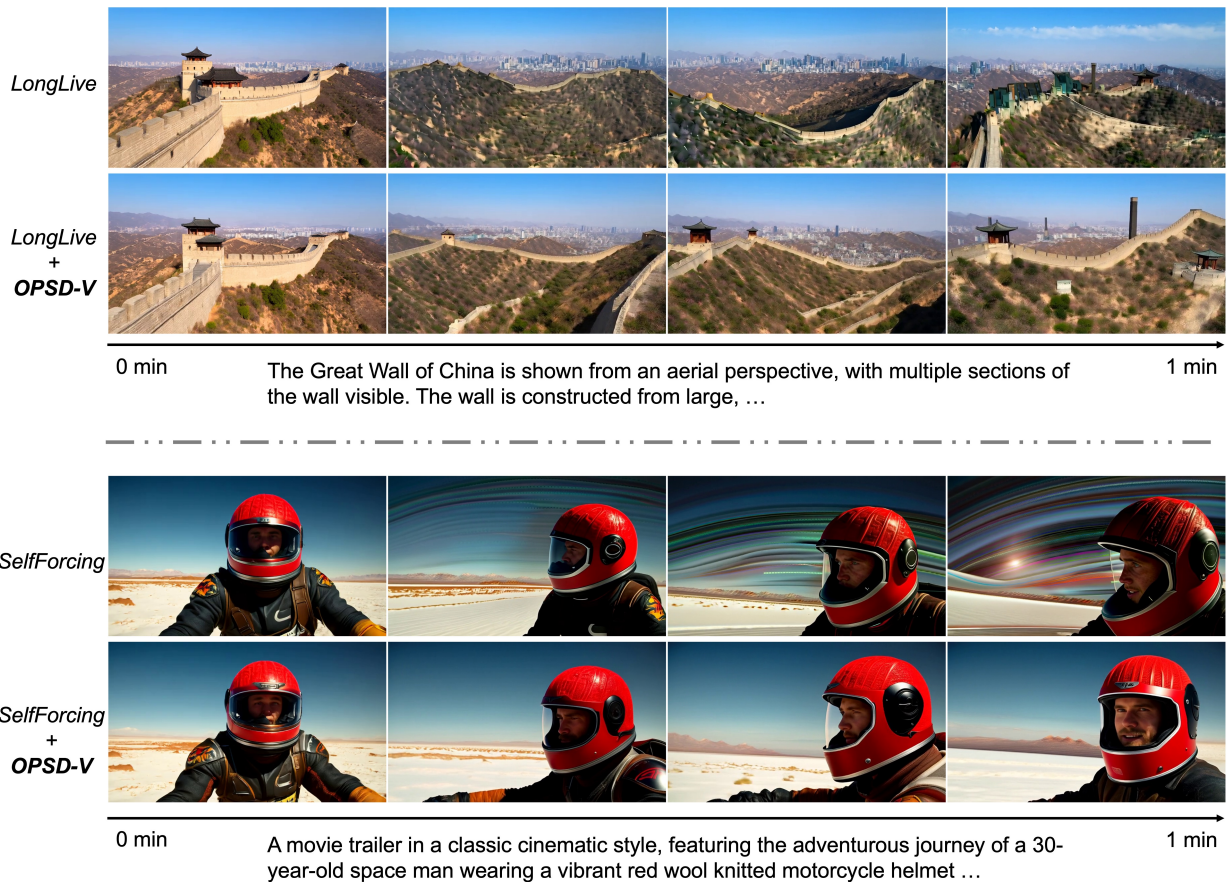 LongLive
LongLive
+
OPSD-V
0 min
1 min
The Great Wall of China is shown from an aerial perspective, with multiple sections of
the wall visible. The wall is constructed from large, …
SelfForcing
SelfForcing
+
OPSD-V
0 min
1 min
A movie trailer in a classic cinematic style, featuring the adventurous journey of a 30-
year-old space man wearing a vibrant red wool knitted motorcycle helmet …